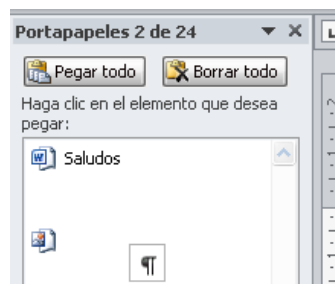 Portapapeles 2 de 24
Pegar todo Borrar todo
Haga clic en el elemento que desea
pegar:
Saludos
¶